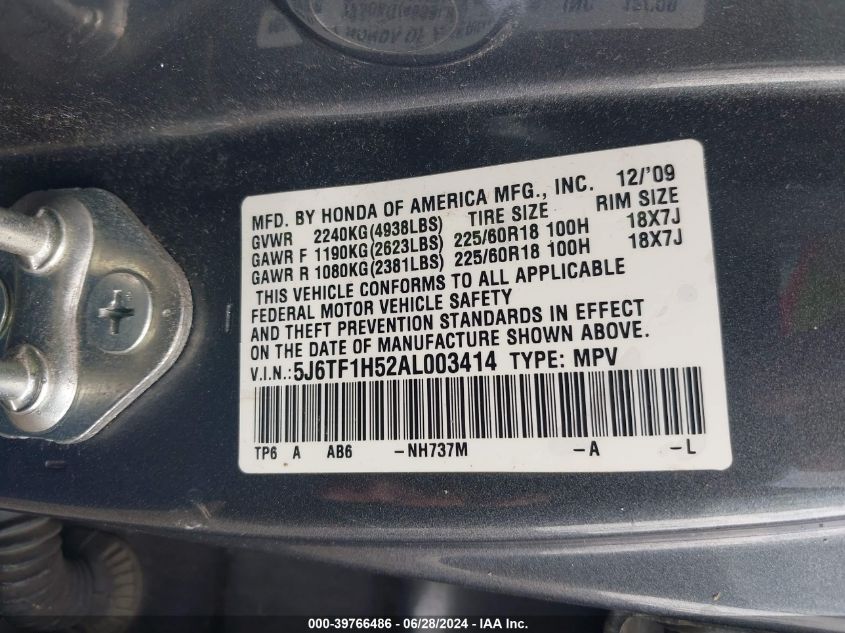 MFD. BY HONDA OF AMERICA MFG., INC. 12/'09
GVWR 2240KG(4938LBS) TIRE SIZE RIM SIZE
GAWR F 1190KG(2623LBS) 225/60R18 100H 18X7J
GAWR R 1080KG(2381LBS) 225/60R18 100H 18X7J
THIS VEHICLE CONFORMS TO ALL APPLICABLE
FEDERAL MOTOR VEHICLE SAFETY
AND THEFT PREVENTION STANDARDS IN EFFECT
ON THE DATE OF MANUFACTURE SHOWN ABOVE.
V.I.N.: 5J6TF1H52AL003414 TYPE: MPV
TP6 A AB6 -NH737M -A -L
000-39766486 / 06/28/2024 - IAA Inc.